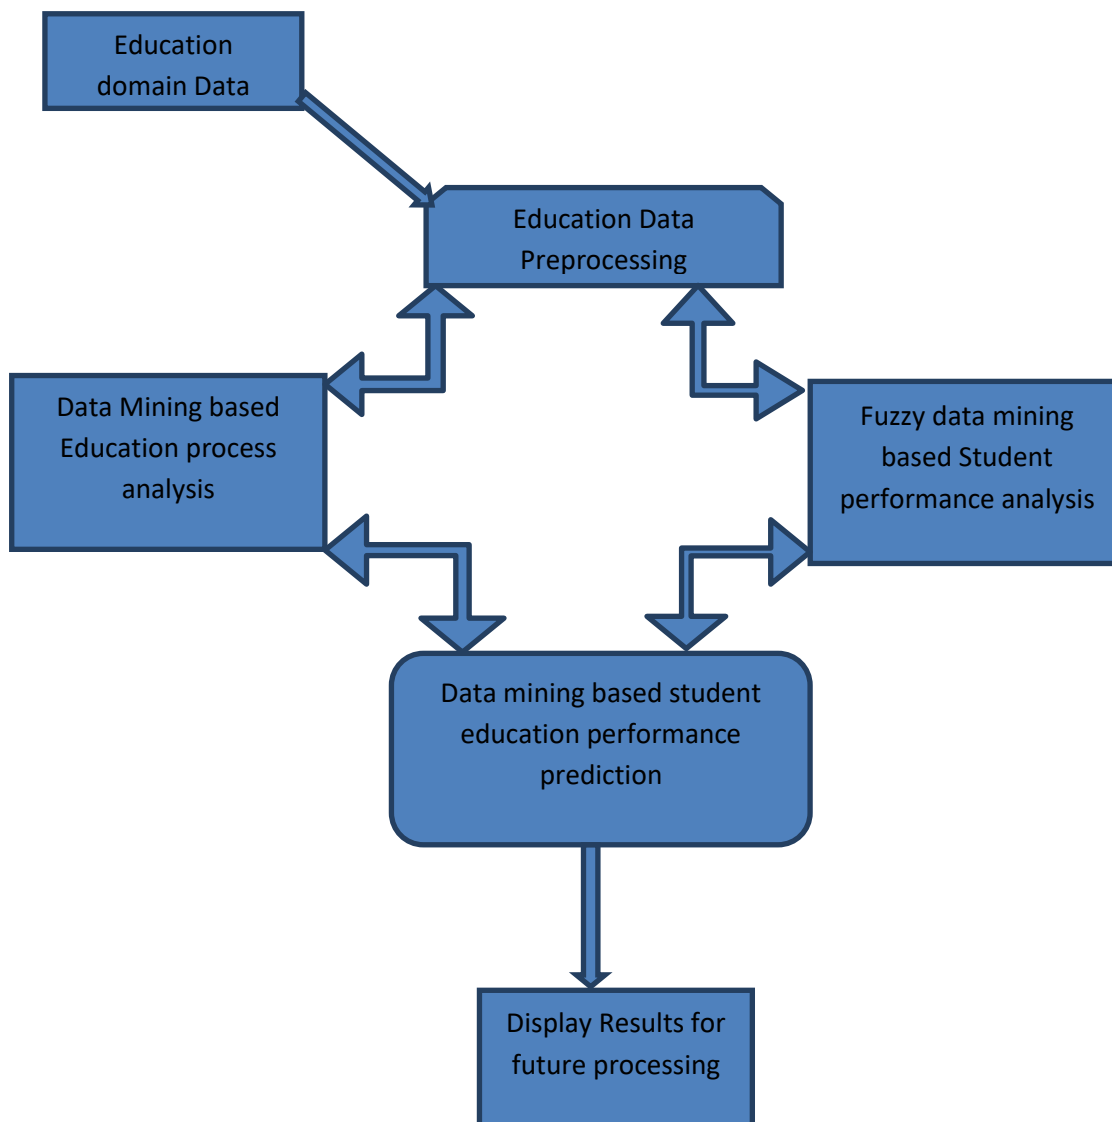 Education
domain Data
Education Data
Preprocessing
Data Mining based
Education process
analysis
Fuzzy data mining
based Student
performance analysis
Data mining based student
education performance
prediction
Display Results for
future processing